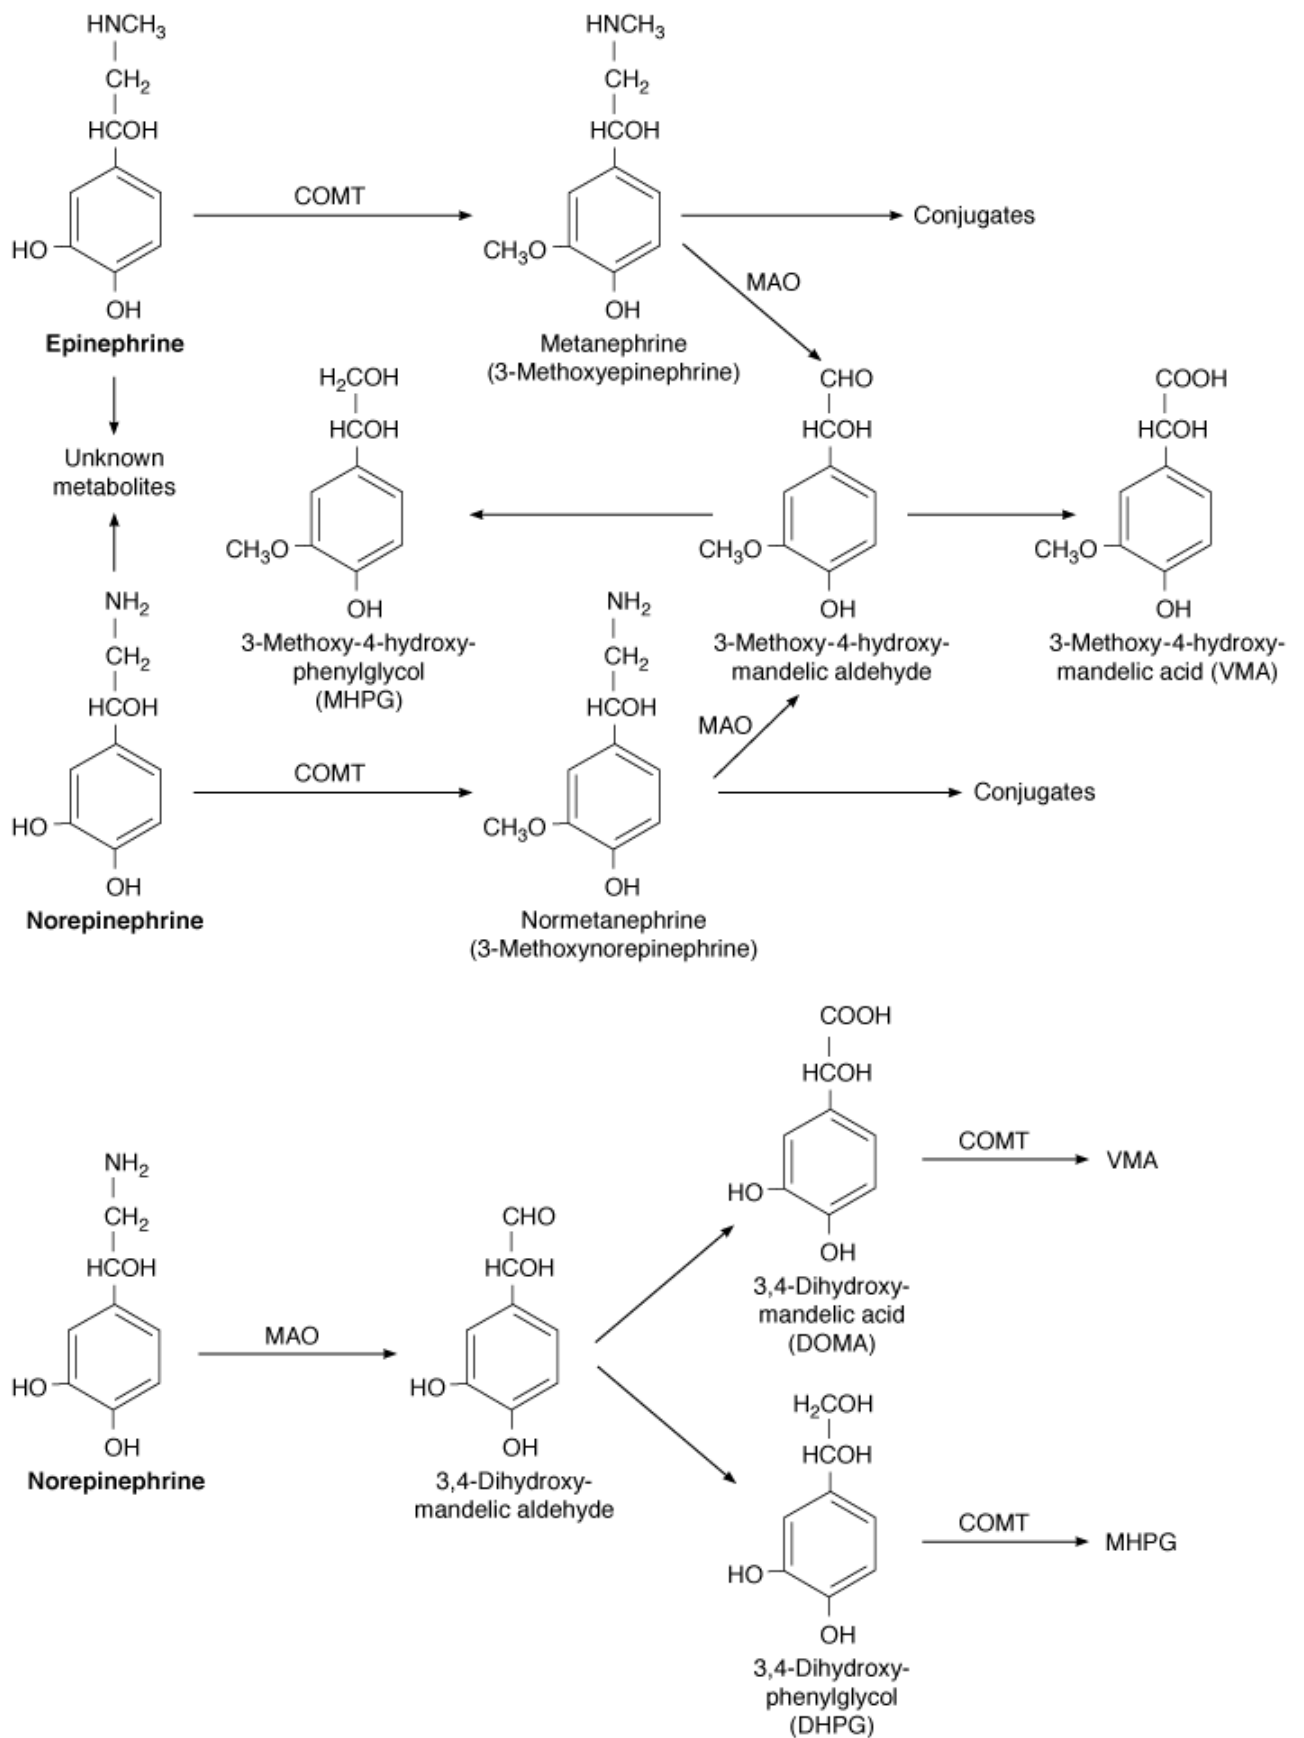 HNCH₃
CH₂
HCOH
HO
OH
Epinephrine
COMT
HNCH₃
CH₂
HCOH
CH₃O
OH
Metanephrine
(3-Methoxyepinephrine)
Conjugates
MAO
Unknown
metabolites
H₂COH
HCOH
CH₃O
OH
3-Methoxy-4-hydroxy-
phenylglycol
(MHPG)
CHO
HCOH
CH₃O
OH
3-Methoxy-4-hydroxy-
mandelic aldehyde
COOH
HCOH
CH₃O
OH
3-Methoxy-4-hydroxy-
mandelic acid (VMA)
NH₂
CH₂
HCOH
HO
OH
Norepinephrine
COMT
NH₂
CH₂
HCOH
CH₃O
OH
Normetanephrine
(3-Methoxynorepinephrine)
MAO
Conjugates
NH₂
CH₂
HCOH
HO
OH
Norepinephrine
MAO
CHO
HCOH
HO
OH
3,4-Dihydroxy-
mandelic aldehyde
COOH
HCOH
HO
OH
3,4-Dihydroxy-
mandelic acid
(DOMA)
COMT
VMA
H₂COH
HCOH
HO
OH
3,4-Dihydroxy-
phenylglycol
(DHPG)
COMT
MHPG